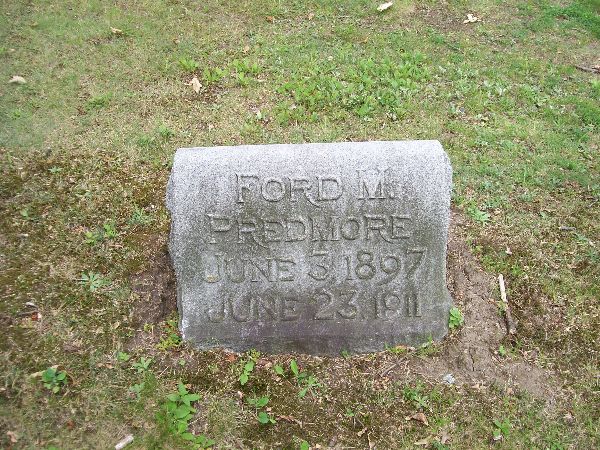 Ford M.
Predmore
June 3, 1897
June 23, 1911